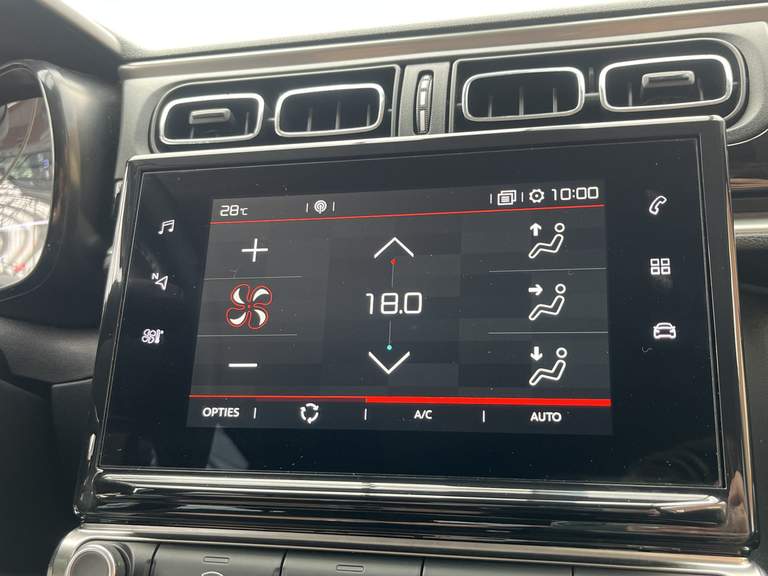 28°C
10:00
N
18.0
OPTIES
A/C
AUTO